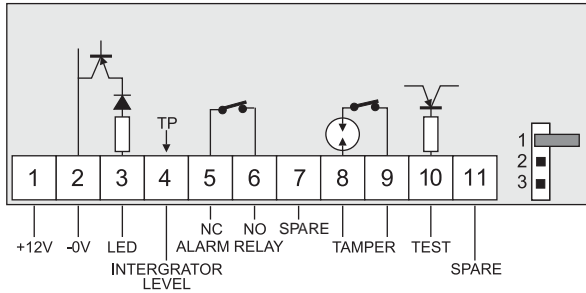 TP
1 2 3 4 5 6 7 8 9 10 11
1
2
3
+12V -0V LED NC NO SPARE TAMPER TEST
ALARM RELAY
INTERGRATOR SPARE
LEVEL